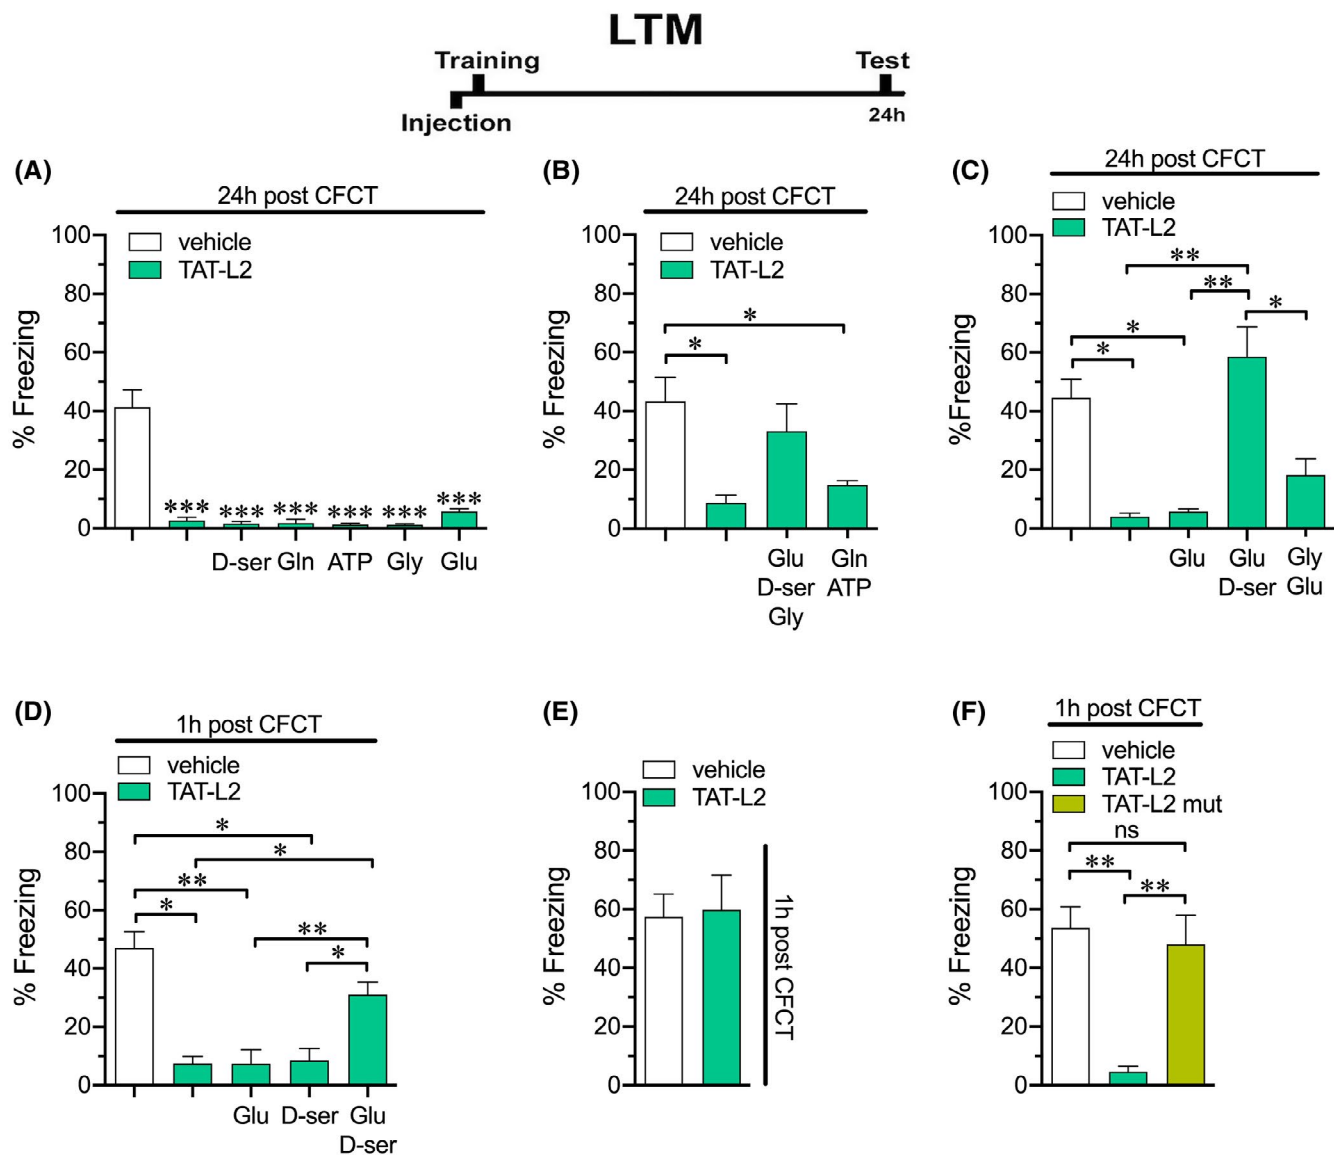 LTM
Training
Test
Injection
24h
(A)
24h post CFCT
vehicle
TAT-L2
% Freezing
100
80
60
40
20
0
*** *** *** *** *** ***
D-ser Gln ATP Gly Glu
(B)
24h post CFCT
vehicle
TAT-L2
% Freezing
100
80
60
40
20
0
*
*
Glu Gln
D-ser ATP
Gly
(C)
24h post CFCT
vehicle
TAT-L2
%Freezing
100
80
60
40
20
0
**
**
*
*
*
Glu Glu Gly
D-ser Glu
(D)
1h post CFCT
vehicle
TAT-L2
% Freezing
100
80
60
40
20
0
*
*
**
*
**
*
Glu D-ser Glu
D-ser
(E)
vehicle
TAT-L2
% Freezing
100
80
60
40
20
0
1h post CFCT
(F)
1h post CFCT
vehicle
TAT-L2
TAT-L2 mut
% Freezing
100
80
60
40
20
0
ns
**
**